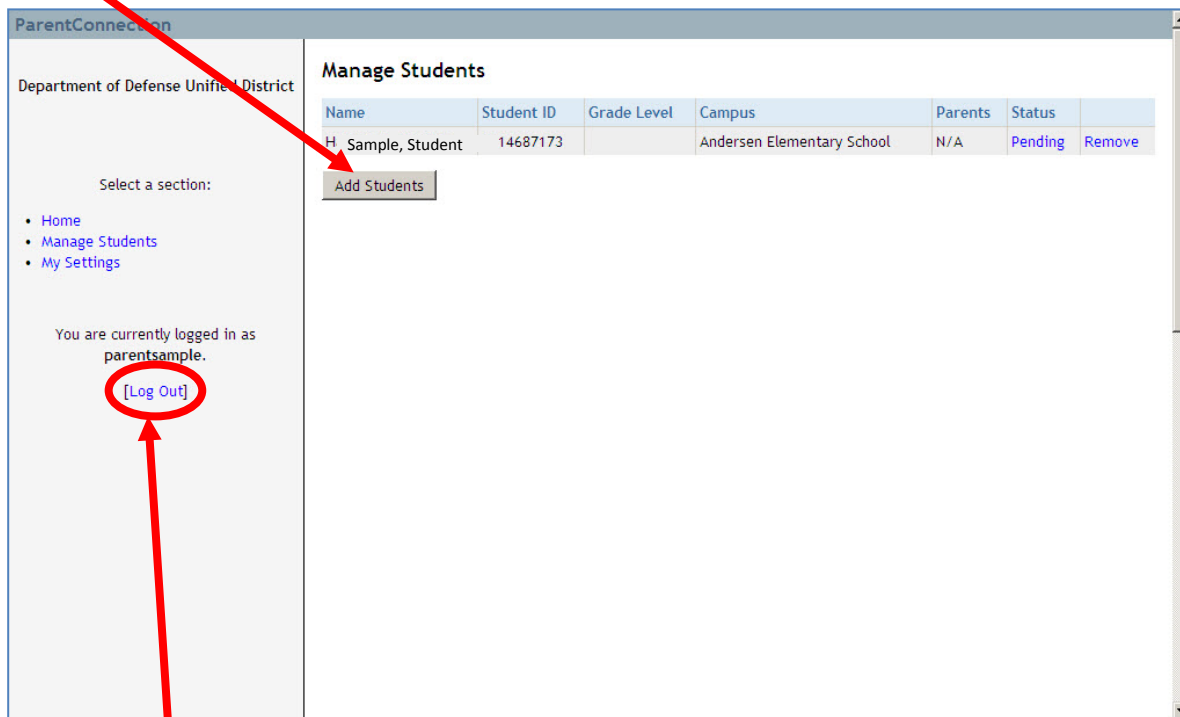 ParentConnection
Department of Defense Unified District
Select a section:
• Home
• Manage Students
• My Settings
You are currently logged in as
parentsample.
[Log Out]
Manage Students
Name Student ID Grade Level Campus Parents Status
H Sample, Student 14687173 Andersen Elementary School N/A Pending Remove
Add Students